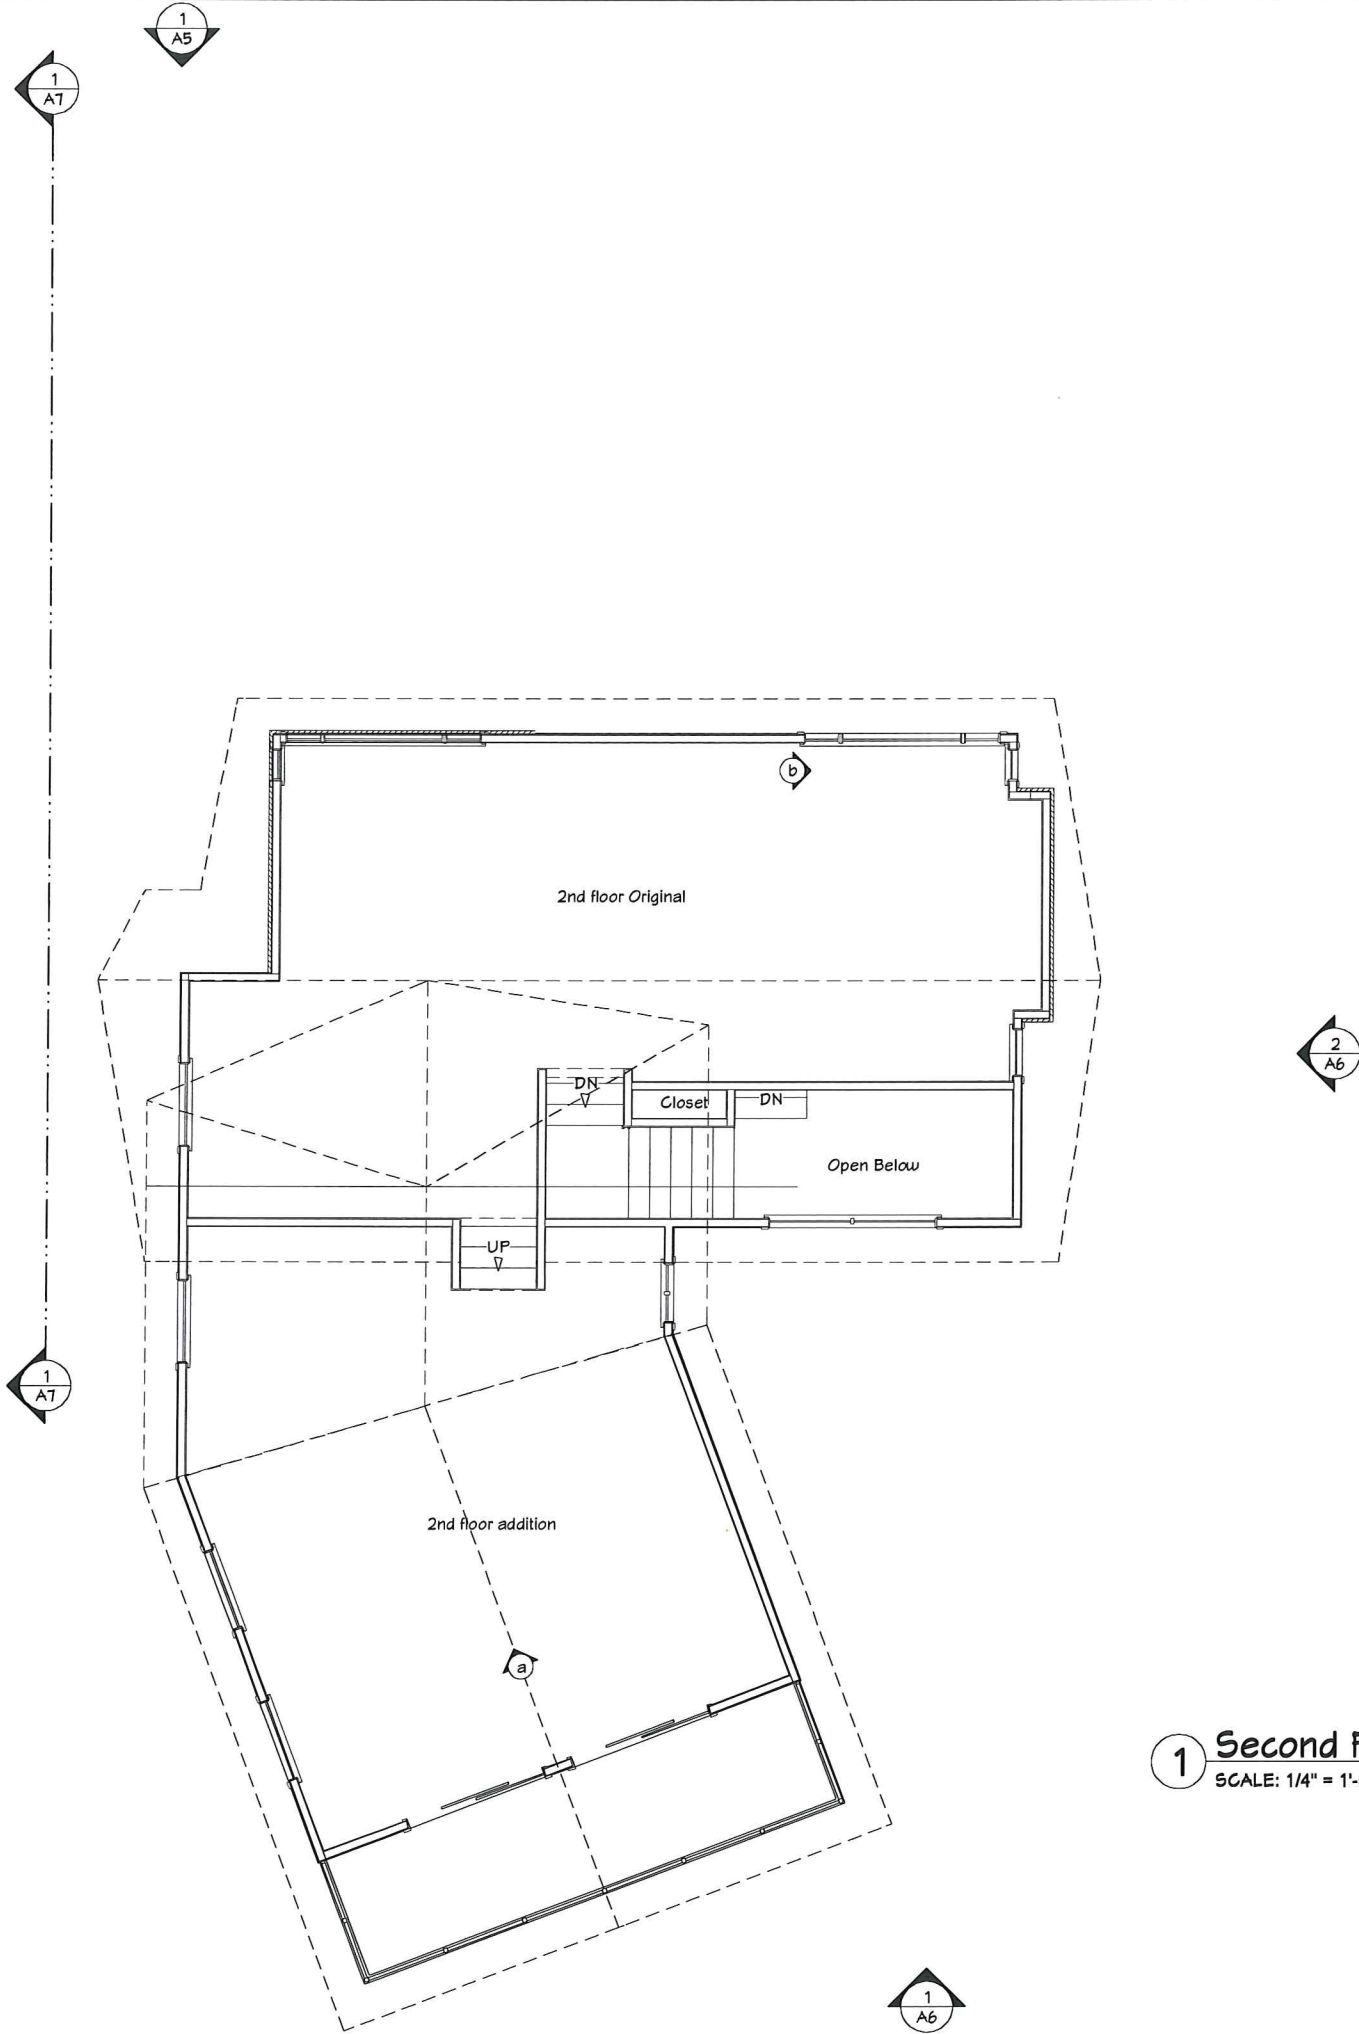 1
A5
1
A7
b
2nd floor Original
2
A6
DN
Closet
DN
Open Below
UP
1
A7
2nd floor addition
a
1
Second
SCALE: 1/4" = 1'-
1
A6